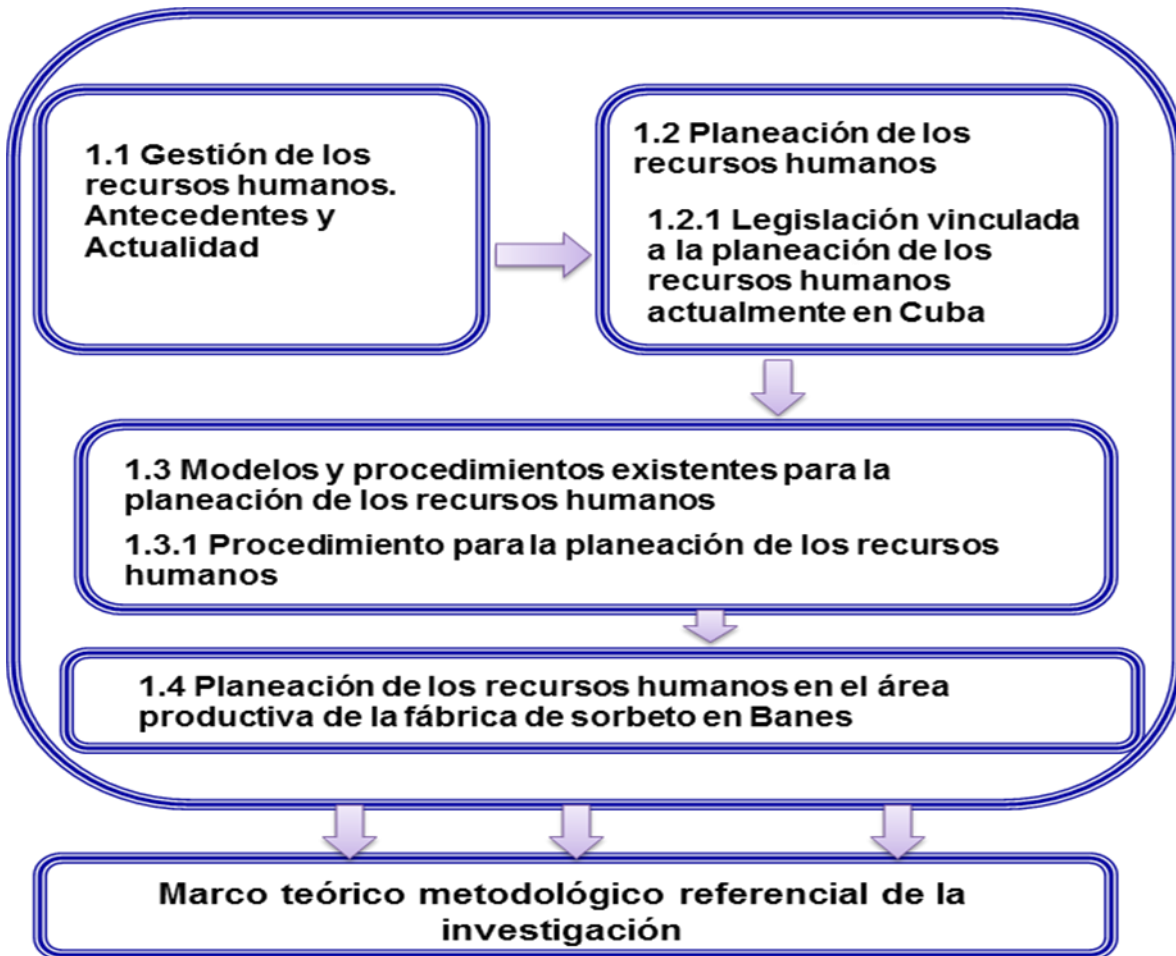 1.1 Gestión de los
recursos humanos.
Antecedentes y
Actualidad
1.2 Planeación de los
recursos humanos
1.2.1 Legislación vinculada
a la planeación de los
recursos humanos
actualmente en Cuba
1.3 Modelos y procedimientos existentes para la
planeación de los recursos humanos
1.3.1 Procedimiento para la planeación de los recursos
humanos
1.4 Planeación de los recursos humanos en el área
productiva de la fábrica de sorbeto en Banes
Marco teórico metodológico referencial de la
investigación